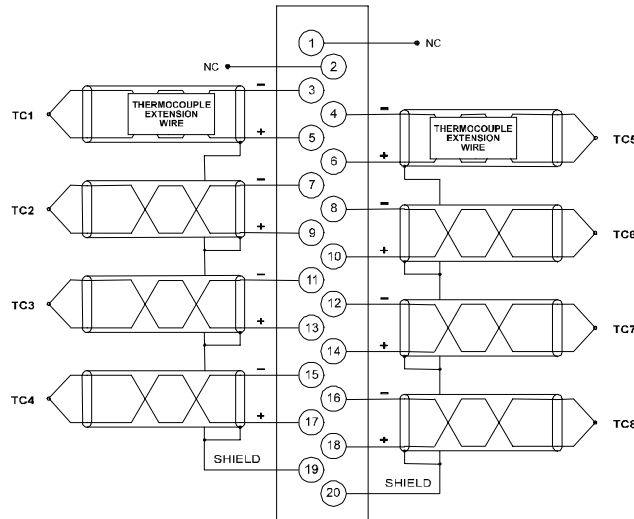 1 NC
NC 2
− 3
THERMOCOUPLE
EXTENSION
WIRE
TC1
+ 5
4 −
THERMOCOUPLE
EXTENSION
WIRE
TC5
6 +
− 7
TC2
+ 9
8 −
TC6
10 +
− 11
TC3
+ 13
12 −
TC7
14 +
− 15
TC4
+ 17
16 −
TC8
18 +
SHIELD 19
20 SHIELD